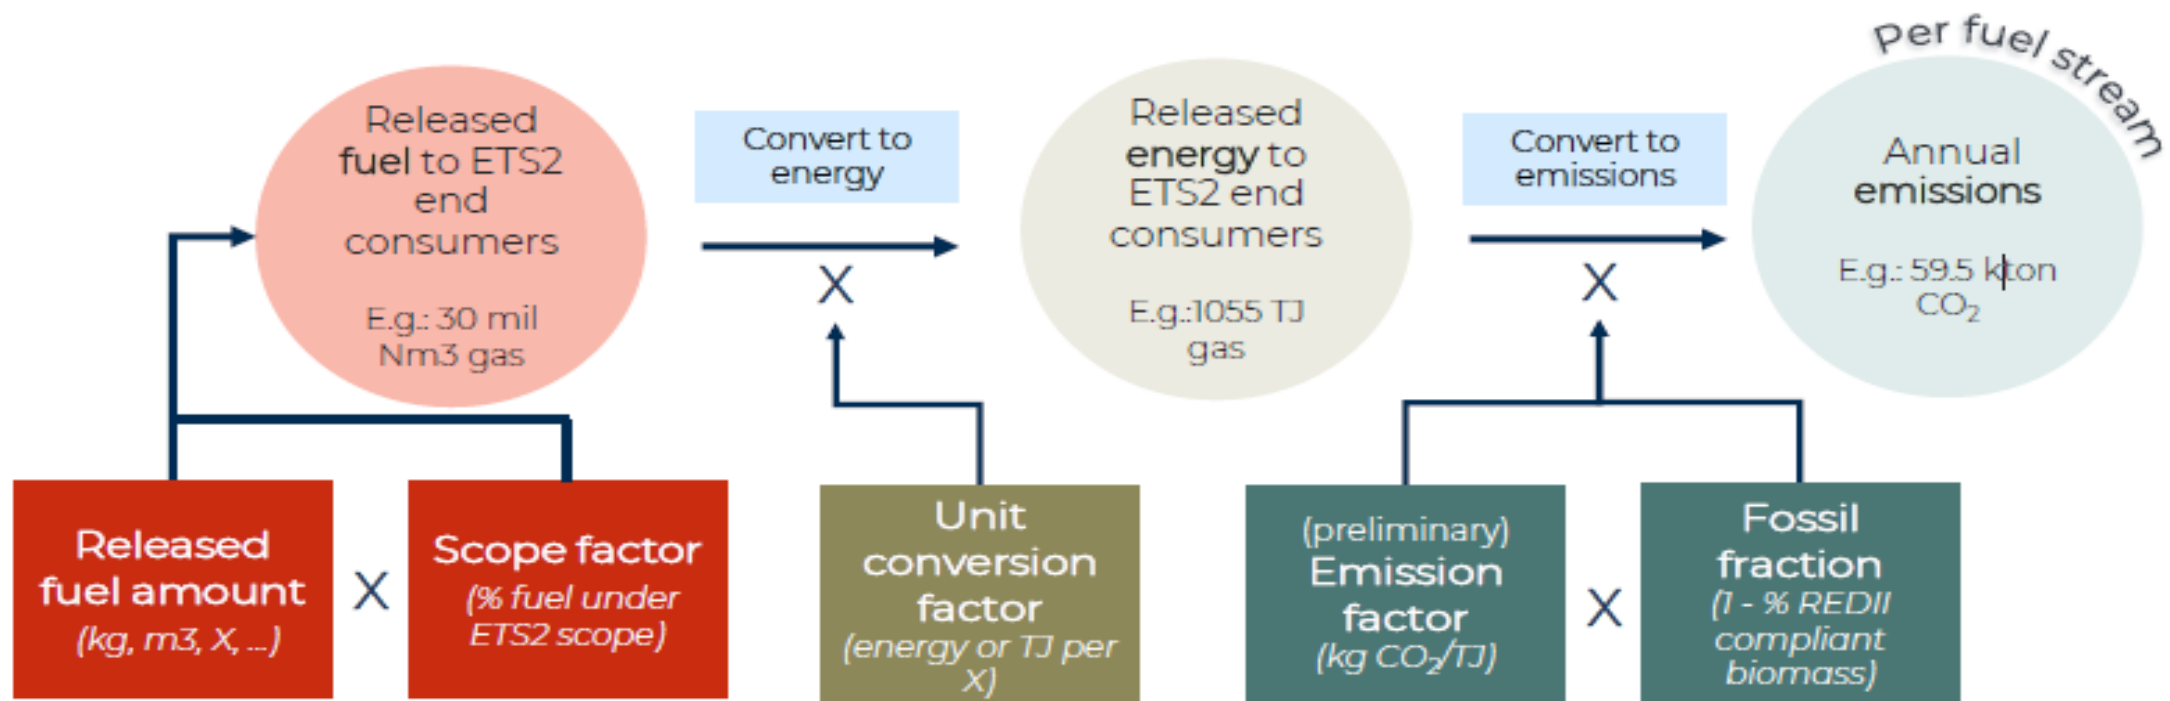 Per fuel stream
Released
fuel to ETS2
end
consumers
E.g.: 30 mil
Nm3 gas
Convert to
energy
X
Released
energy to
ETS2 end
consumers
E.g.:1055 TJ
gas
Convert to
emissions
X
Annual
emissions
E.g.: 59.5 kton
CO₂
Released
fuel amount
(kg, m3, X, ...)
X
Scope factor
(% fuel under
ETS2 scope)
Unit
conversion
factor
(energy or TJ per
X)
(preliminary)
Emission
factor
(kg CO₂/TJ)
X
Fossil
fraction
(1 - % REDII
compliant
biomass)